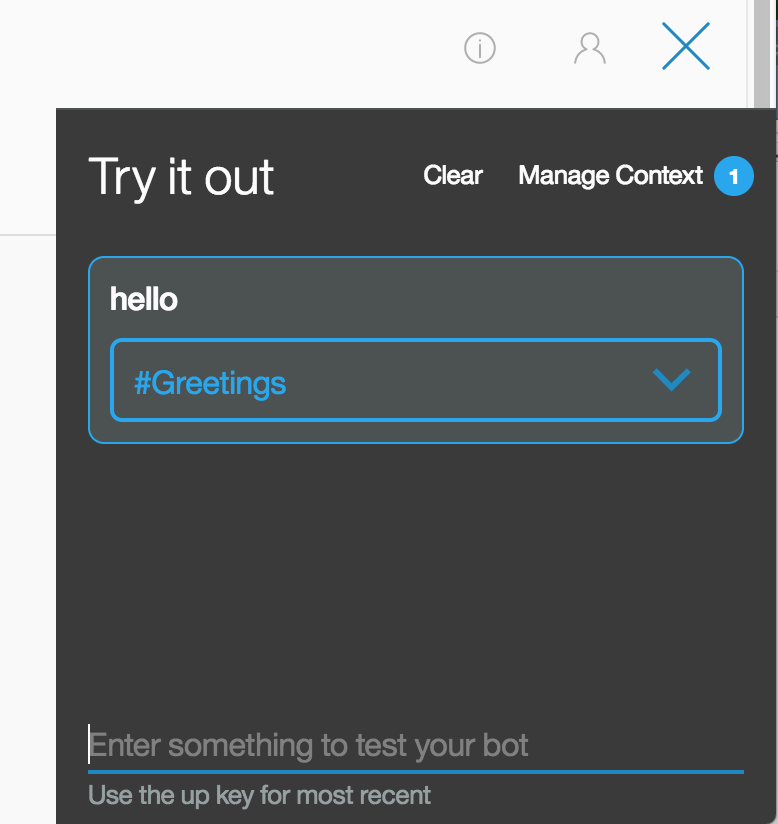 Try it out
Clear
Manage Context 1
hello
#Greetings
Enter something to test your bot
Use the up key for most recent